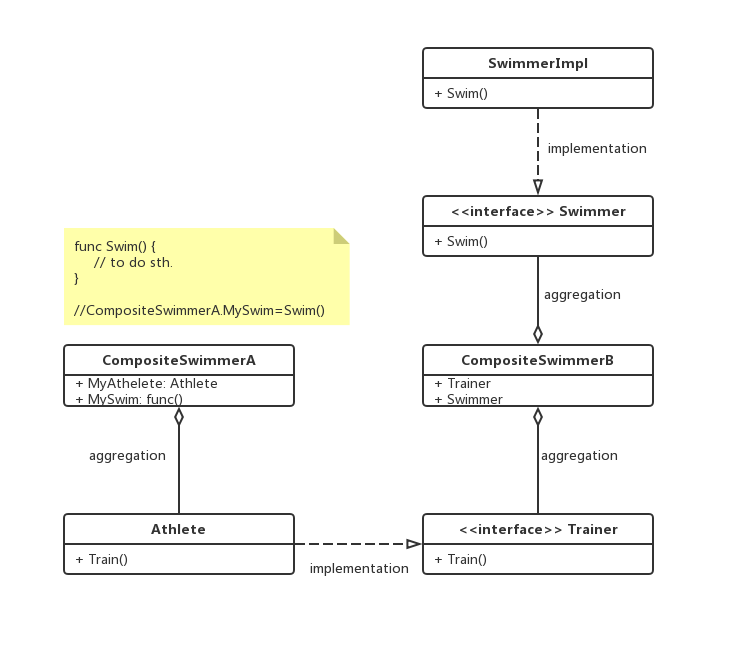 SwimmerImpl
+ Swim()
implementation
<<interface>> Swimmer
+ Swim()
func Swim() {
// to do sth.
}
//CompositeSwimmerA.MySwim=Swim()
aggregation
CompositeSwimmerA
+ MyAthelete: Athlete
+ MySwim: func()
CompositeSwimmerB
+ Trainer
+ Swimmer
aggregation
aggregation
Athlete
+ Train()
implementation
<<interface>> Trainer
+ Train()